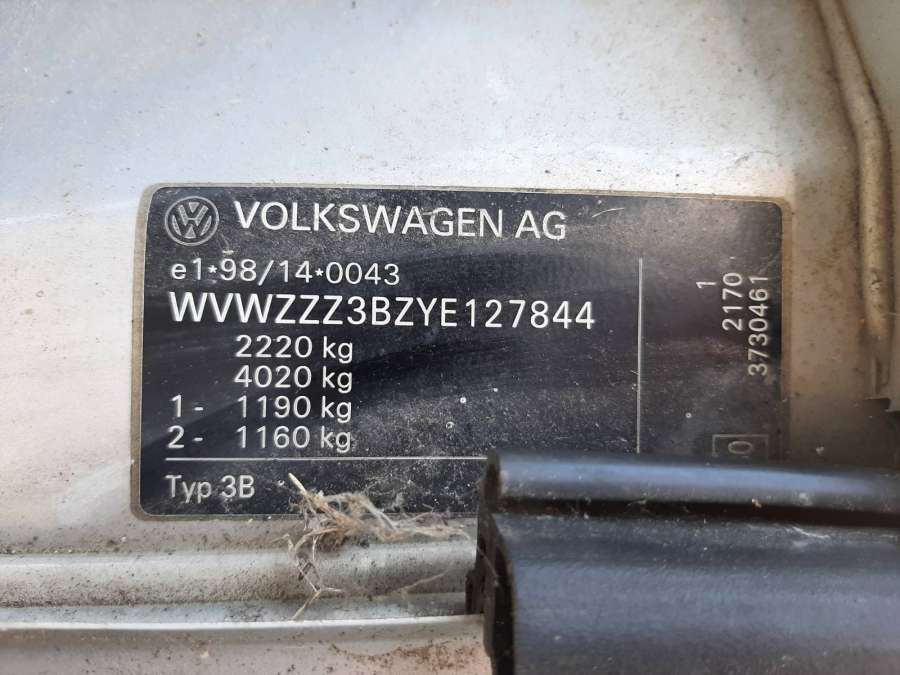 VOLKSWAGEN AG
e1*98/14*0043
WVWZZZ3BZYE127844
2220 kg
4020 kg
1- 1190 kg
2- 1160 kg
Typ 3B
1
2170
3730461